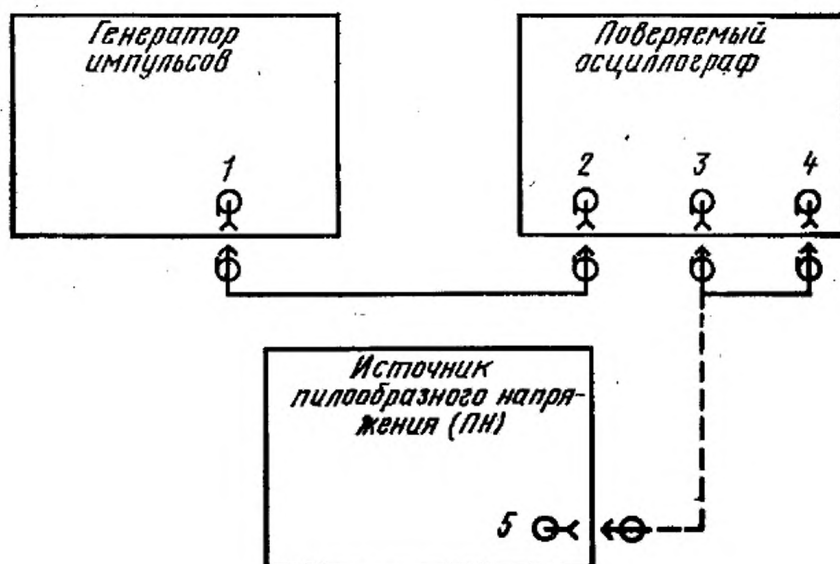 Генератор
импульсов
Поверяемый
осциллограф
1
2
3
4
Источник
пилообразного напря-
жения (ПН)
5